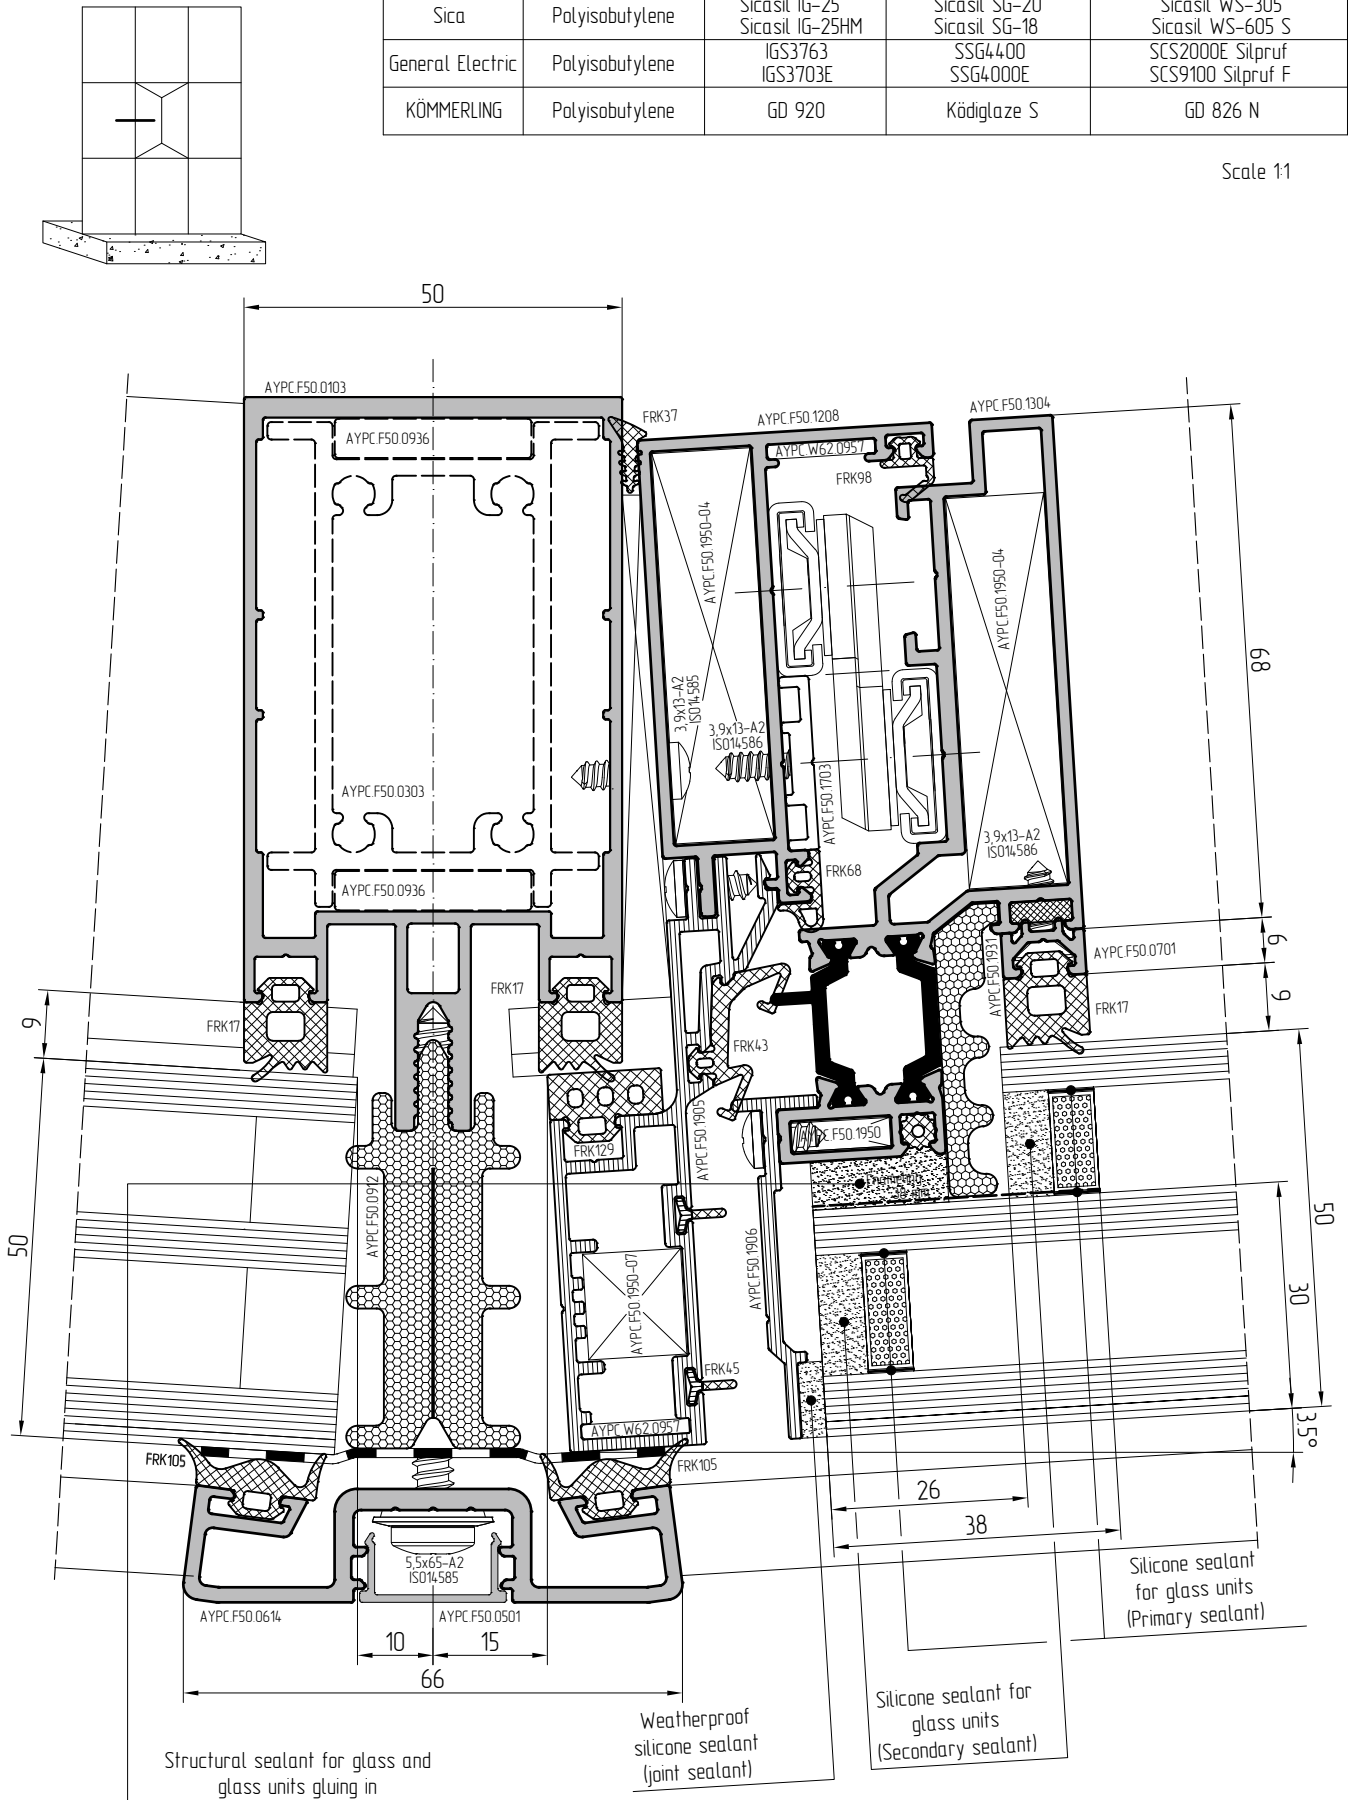 Sica
Polyisobutylene
Sicasil IG-25
Sicasil IG-25HM
Sicasil SG-20
Sicasil SG-18
Sicasil WS-305
Sicasil WS-605 S
General Electric
Polyisobutylene
IGS3763
IGS3703E
SSG4400
SSG4000E
SCS2000E Silpruf
SCS9100 Silpruf F
KÖMMERLING
Polyisobutylene
GD 920
Ködiglaze S
GD 826 N
Scale 1:1
50
AYPC.F50.0103
FRK37
AYPC.F50.1208
AYPC.F50.1304
AYPC.F50.0936
AYPC.W62.0957
FRK98
AYPC.F50.1950-04
AYPC.F50.1950-04
68
3,9x13-A2
ISO14585
3,9x13-A2
ISO14586
AYPC.F50.0303
AYPC.F50.1703
3,9x13-A2
ISO14586
AYPC.F50.0936
FRK68
6
AYPC.F50.1931
AYPC.F50.0701
9
FRK17
FRK17
FRK17
9
FRK43
AYPC.F50.1905
AYPC.F50.1950
FRK129
50
AYPC.F50.0912
AYPC.F50.1906
50
30
AYPC.F50.1950-07
FRK45
AYPC.W62.0957
3.5°
FRK105
FRK105
26
38
5,5x65-A2
ISO14585
AYPC.F50.0614
AYPC.F50.0501
10
15
66
Silicone sealant
for glass units
(Primary sealant)
Silicone sealant for
glass units
(Secondary sealant)
Weatherproof
silicone sealant
(joint sealant)
Structural sealant for glass and
glass units gluing in